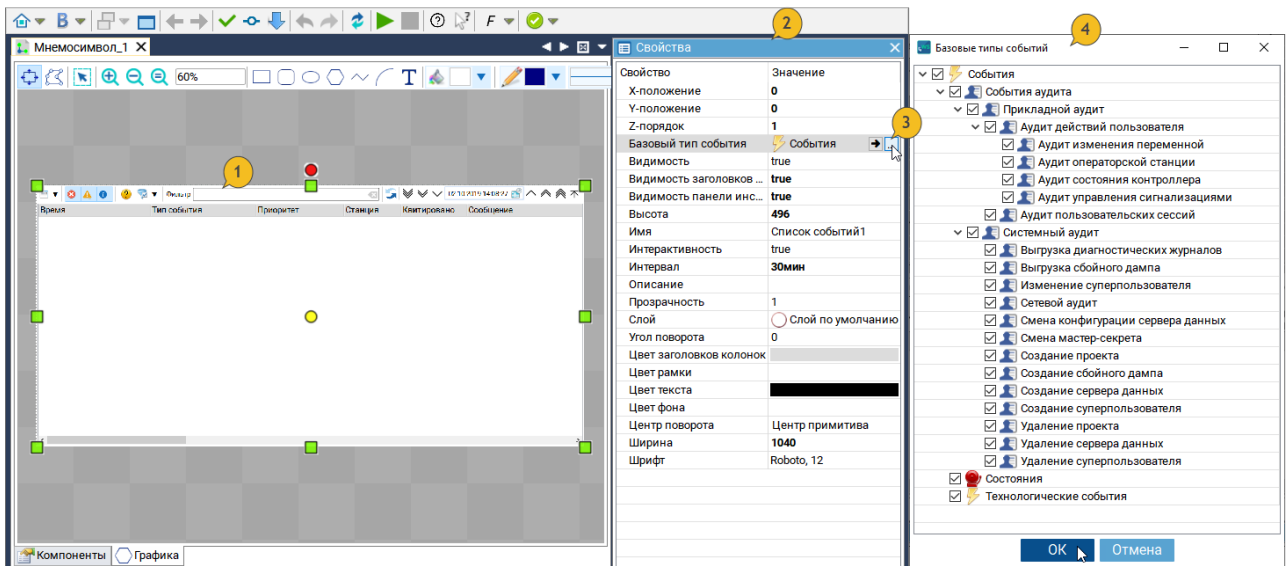 B F
2
Мнемосимвол_1 X
Свойства
4
Базовые типы событий
60% T
Свойство Значение
X-положение 0
Y-положение 0
Z-порядок 1
3
Базовый тип события События ...
Видимость true
Видимость заголовков ... true
Видимость панели инс... true
Высота 496
Имя Список событий1
Интерактивность true
Интервал 30мин
Описание
Прозрачность 1
Слой Слой по умолчанию
Угол поворота 0
Цвет заголовков колонок
Цвет рамки
Цвет текста
Цвет фона
Центр поворота Центр примитива
Ширина 1040
Шрифт Roboto, 12
1
Фильтр
Время Тип события Приоритет Станция Квитировано Сообщение
Компоненты Графика
События
События аудита
Прикладной аудит
Аудит действий пользователя
Аудит изменения переменной
Аудит операторской станции
Аудит состояния контроллера
Аудит управления сигнализациями
Аудит пользовательских сессий
Системный аудит
Выгрузка диагностических журналов
Выгрузка сбойного дампа
Изменение суперпользователя
Сетевой аудит
Смена конфигурации сервера данных
Смена мастер-секрета
Создание проекта
Создание сбойного дампа
Создание сервера данных
Создание суперпользователя
Удаление проекта
Удаление сервера данных
Удаление суперпользователя
Состояния
Технологические события
OK Отмена